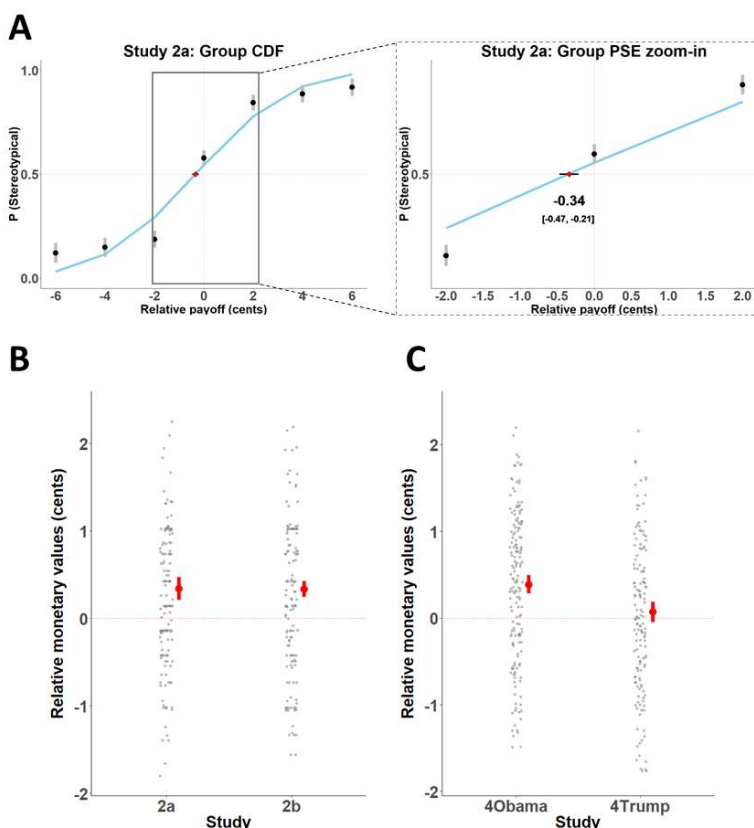 A
Study 2a: Group CDF
Study 2a: Group PSE zoom-in
P (Stereotypical)
1.0
0.5
0.0
-6 -4 -2 0 2 4 6
Relative payoff (cents)
P (Stereotypical)
0.5
-0.34
[-0.47, -0.21]
-2.0 -1.5 -1.0 -0.5 0.0 0.5 1.0 1.5 2.0
Relative payoff (cents)
B
Relative monetary values (cents)
2
1
0
-1
-2
2a 2b
Study
C
Relative monetary values (cents)
2
1
0
-1
-2
4Obama 4Trump
Study